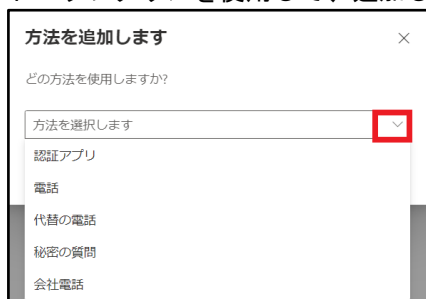 方法を追加します
どの方法を使用しますか?
方法を選択します
認証アプリ
電話
代替の電話
秘密の質問
会社電話